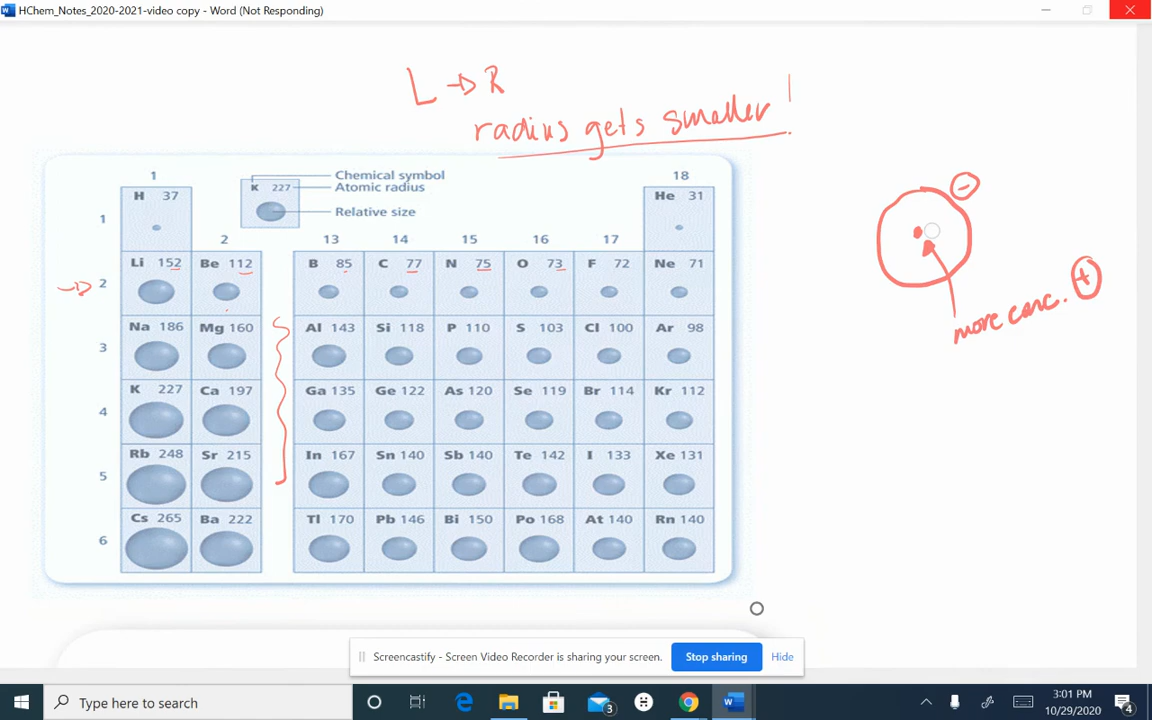 HChem_Notes_2020-2021-video copy - Word (Not Responding)
L → R
radius gets smaller!
1
18
K 227
Chemical symbol
Atomic radius
Relative size
1
H 37
He 31
2
13 14 15 16 17
2
Li 152 Be 112 B 85 C 77 N 75 O 73 F 72 Ne 71
3
Na 186 Mg 160 Al 143 Si 118 P 110 S 103 Cl 100 Ar 98
4
K 227 Ca 197 Ga 135 Ge 122 As 120 Se 119 Br 114 Kr 112
5
Rb 248 Sr 215 In 167 Sn 140 Sb 140 Te 142 I 133 Xe 131
6
Cs 265 Ba 222 Tl 170 Pb 146 Bi 150 Po 168 At 140 Rn 140
-
more conc. +
Screencastify - Screen Video Recorder is sharing your screen.
Stop sharing
Hide
Type here to search
3
3:01 PM
10/29/2020
4